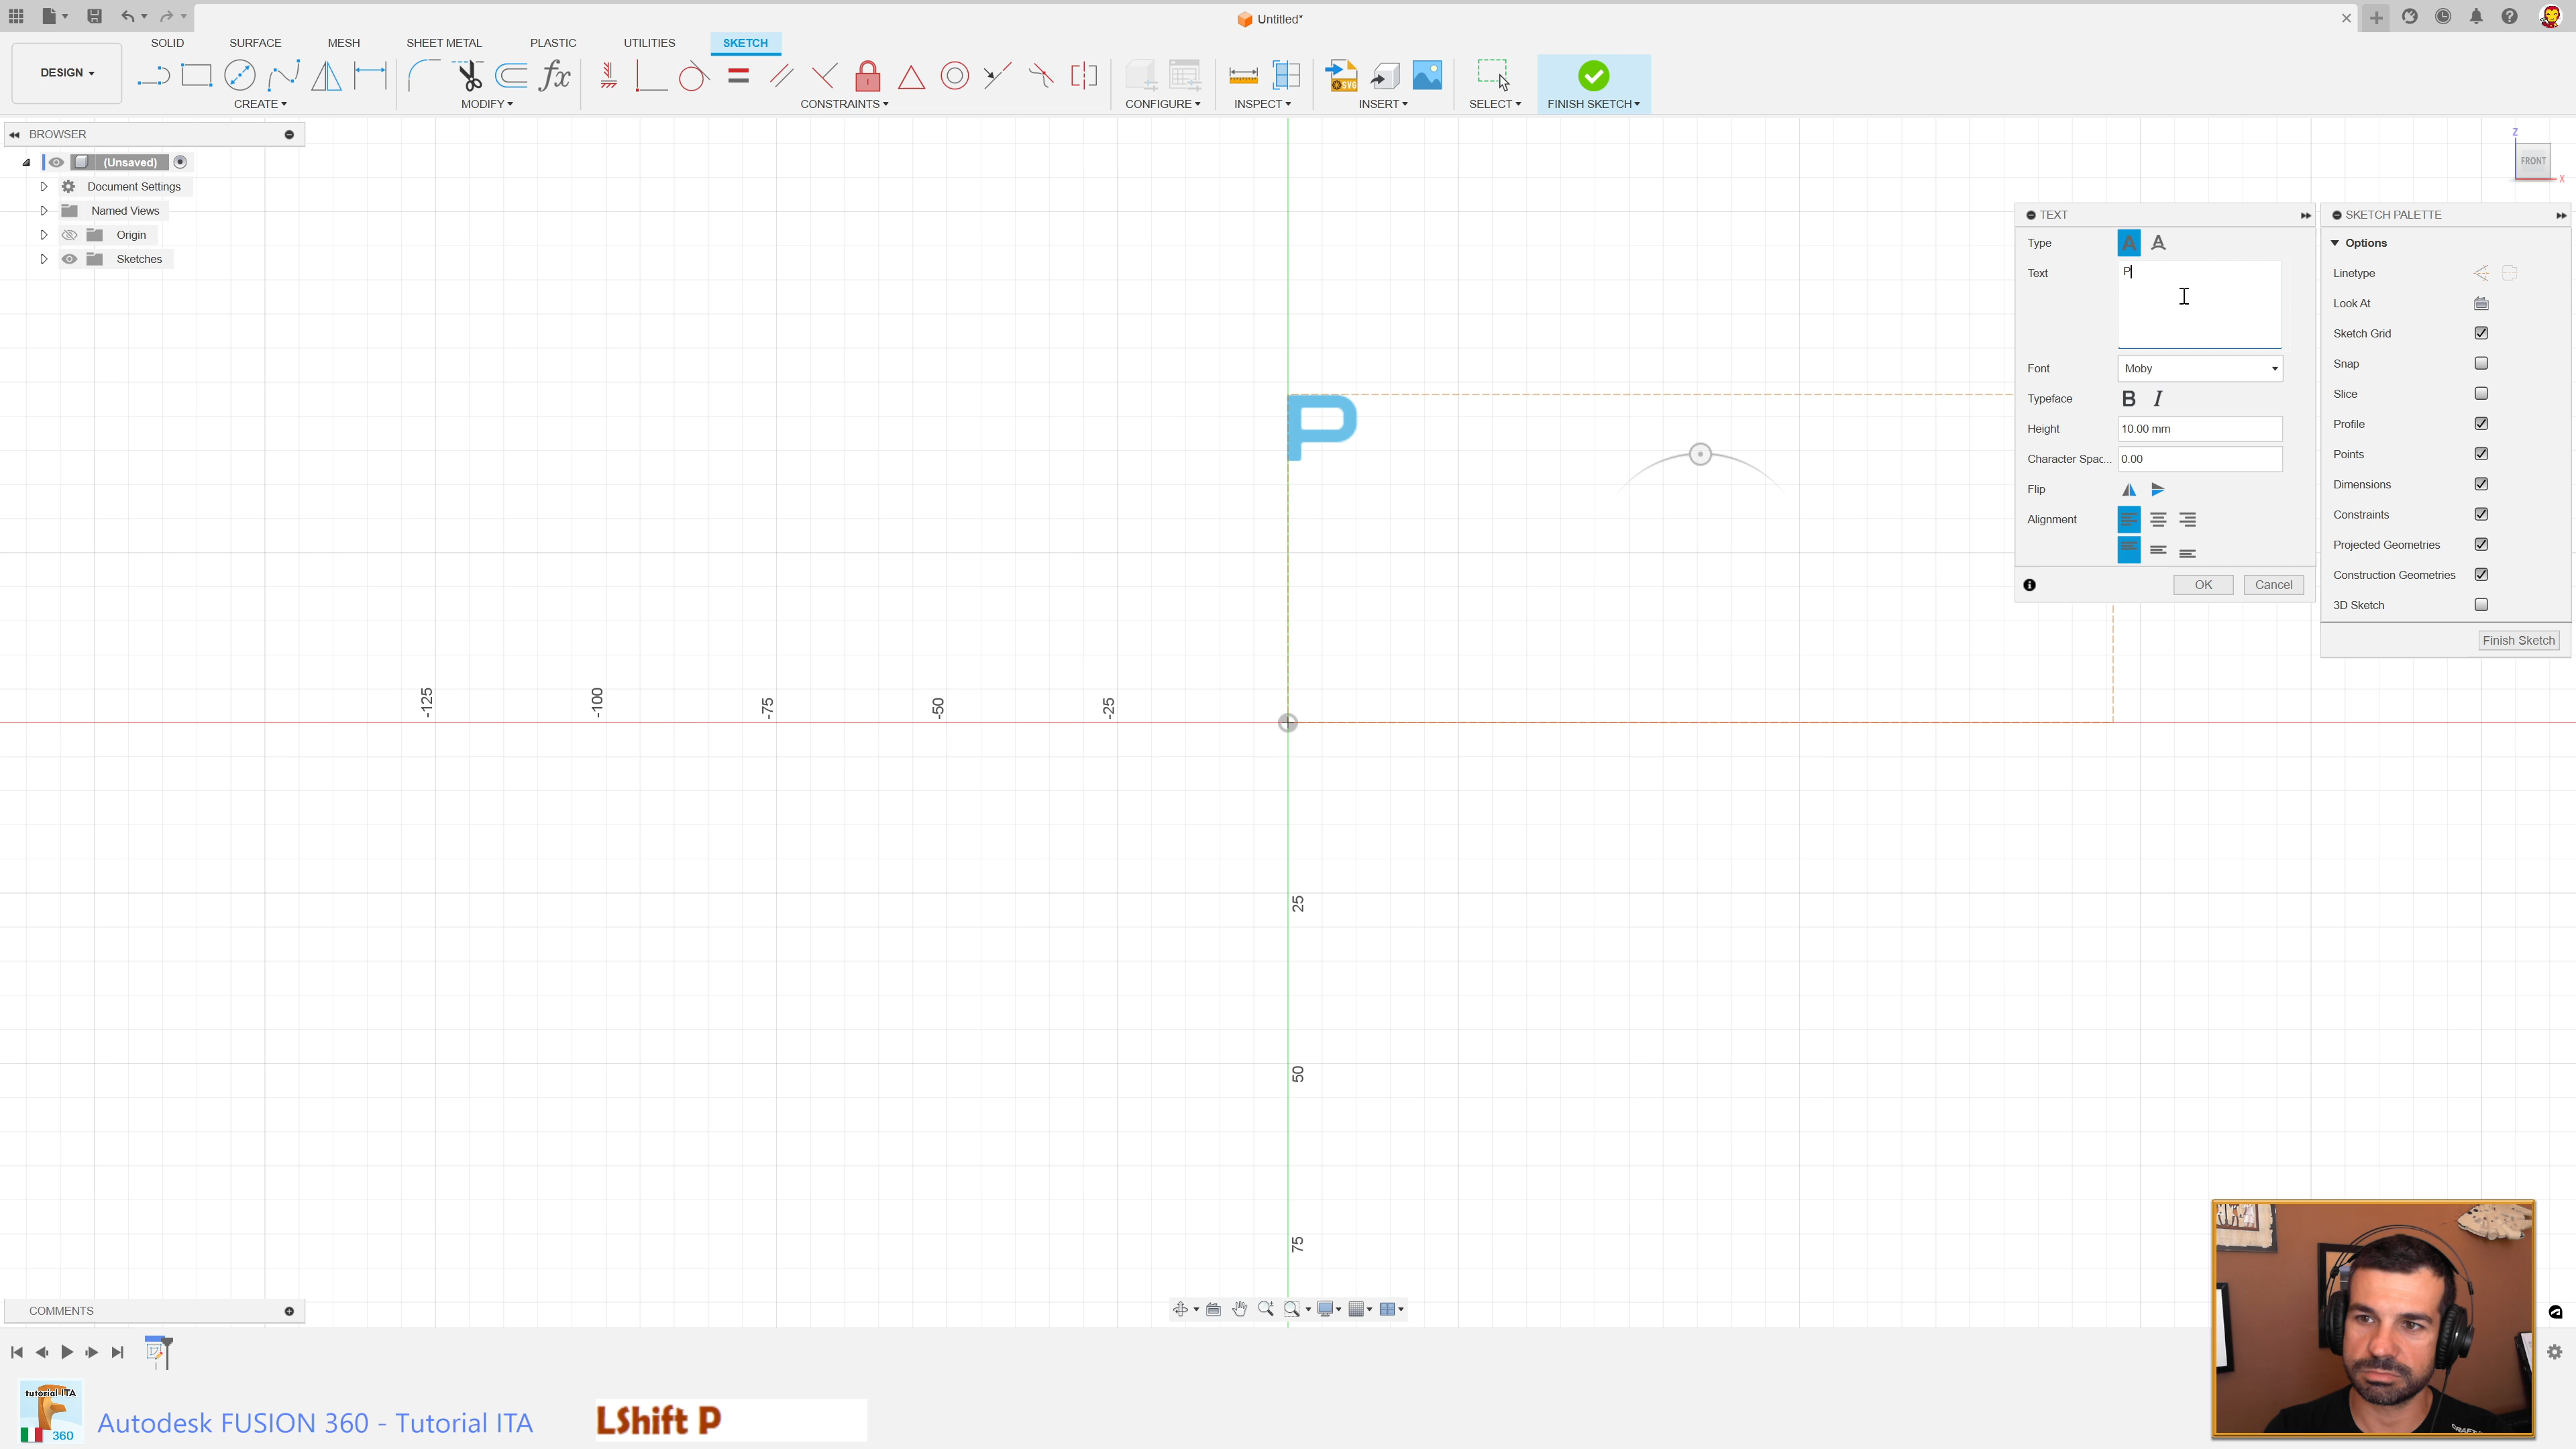 Untitled*
SOLID SURFACE MESH SHEET METAL PLASTIC UTILITIES SKETCH
DESIGN
fx
SVG
CREATE MODIFY CONSTRAINTS CONFIGURE INSPECT INSERT SELECT FINISH SKETCH
BROWSER
(Unsaved)
Document Settings
Named Views
Origin
Sketches
Z
FRONT
X
TEXT
Type A A
Text P
Font Moby
Typeface B I
Height 10.00 mm
Character Spac... 0.00
Flip
Alignment
OK Cancel
SKETCH PALETTE
Options
Linetype
Look At
Sketch Grid
Snap
Slice
Profile
Points
Dimensions
Constraints
Projected Geometries
Construction Geometries
3D Sketch
Finish Sketch
P
-125 -100 -75 -50 -25
25
50
75
COMMENTS
tutorial ITA
360
Autodesk FUSION 360 - Tutorial ITA
LShift P